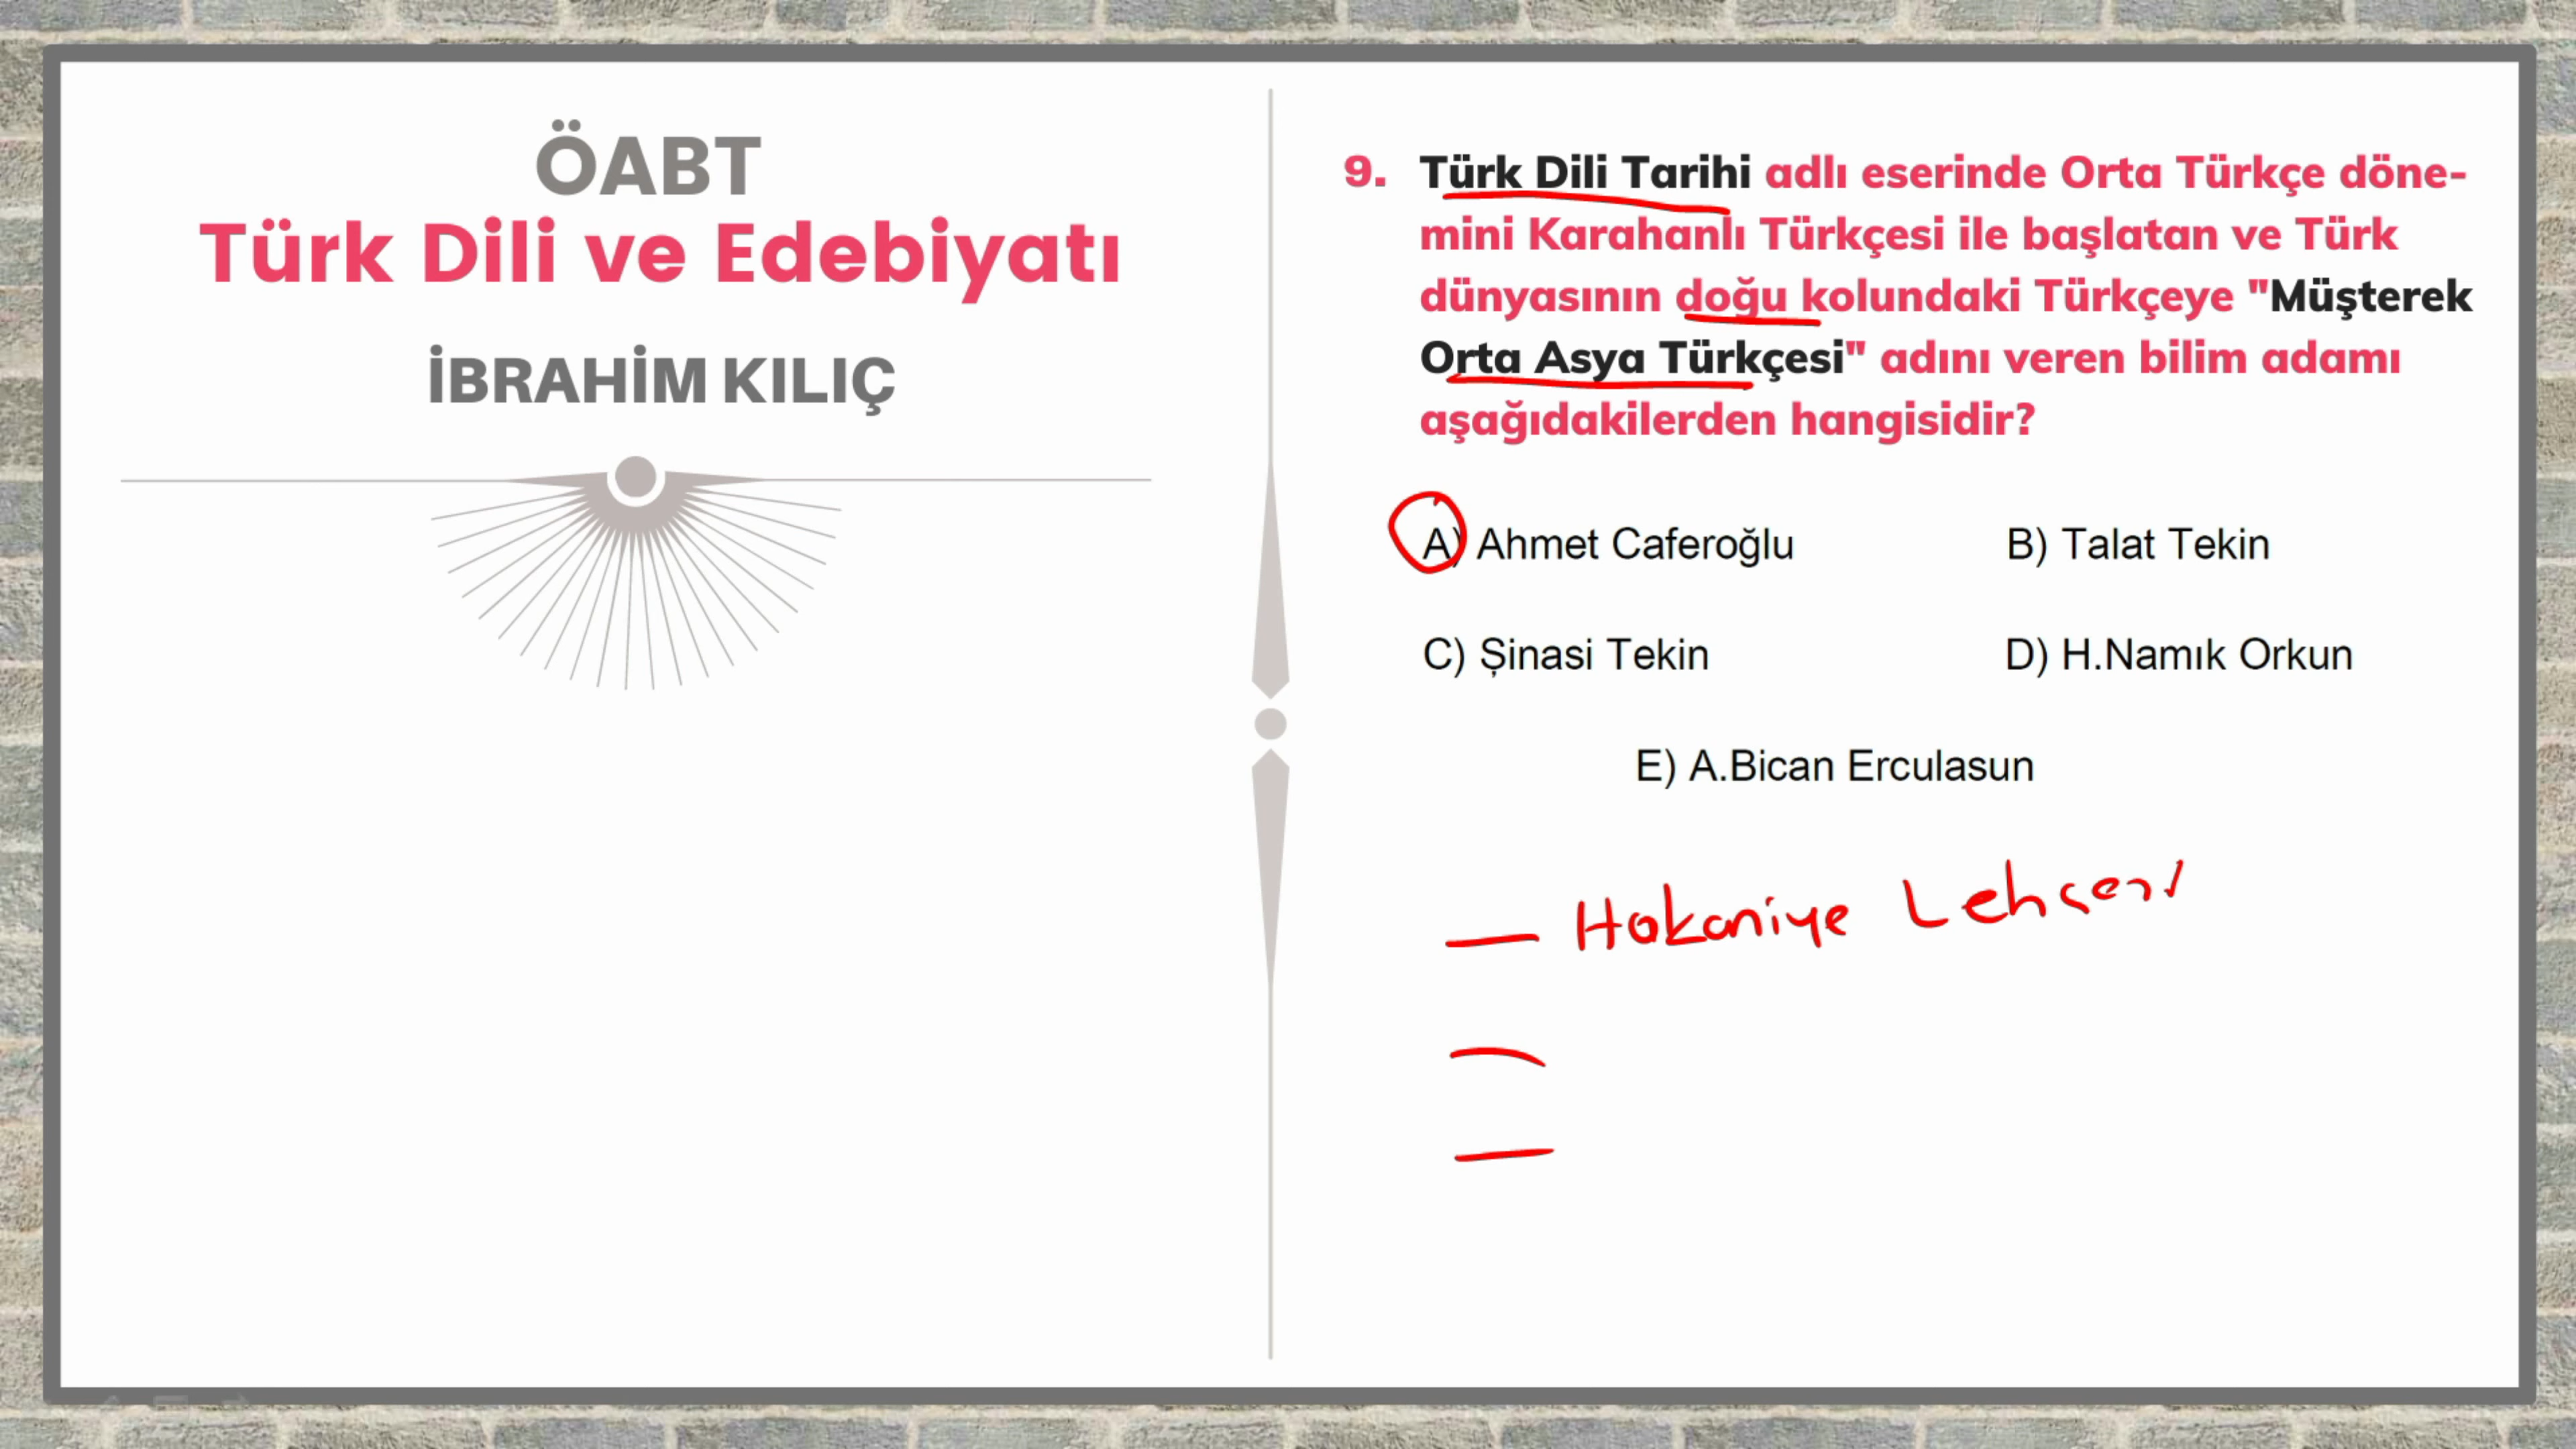 ÖABT
Türk Dili ve Edebiyatı
İBRAHİM KILIÇ
9. Türk Dili Tarihi adlı eserinde Orta Türkçe döne-
mini Karahanlı Türkçesi ile başlatan ve Türk
dünyasının doğu kolundaki Türkçeye "Müşterek
Orta Asya Türkçesi" adını veren bilim adamı
aşağıdakilerden hangisidir?
A) Ahmet Caferoğlu
B) Talat Tekin
C) Şinasi Tekin
D) H.Namık Orkun
E) A.Bican Erculasun
— Hakaniye Lehçesi
—
—